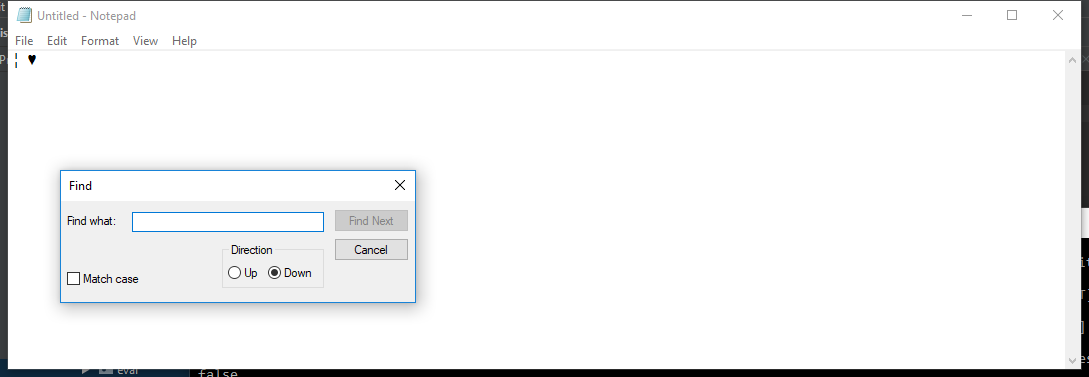 Untitled - Notepad
File Edit Format View Help
¦ ♥
Find
Find what:
Find Next
Direction
Cancel
Up Down
Match case
eval
false